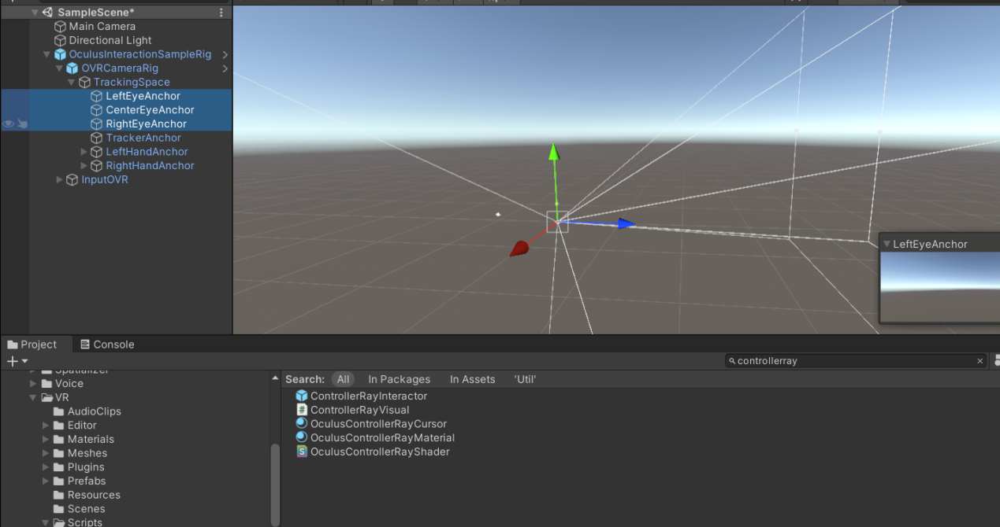 SampleScene*
Main Camera
Directional Light
OculusInteractionSampleRig
OVRCameraRig
TrackingSpace
LeftEyeAnchor
CenterEyeAnchor
RightEyeAnchor
TrackerAnchor
LeftHandAnchor
RightHandAnchor
InputOVR
LeftEyeAnchor
Project
Console
controllerray
Spatializer
Voice
VR
AudioClips
Editor
Materials
Meshes
Plugins
Prefabs
Resources
Scenes
Scripts
Search: All In Packages In Assets 'Util'
ControllerRayInteractor
ControllerRayVisual
OculusControllerRayCursor
OculusControllerRayMaterial
OculusControllerRayShader